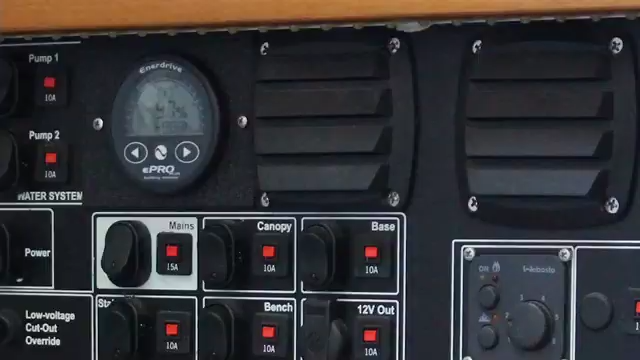 Pump 1
10A
Enerdrive
Pump 2
10A
ePRO
WATER SYSTEM
Mains
15A
Canopy
10A
Base
10A
Power
ON
Webasto
Low-voltage
Cut-Out
Override
10A
Bench
10A
12V Out
10A